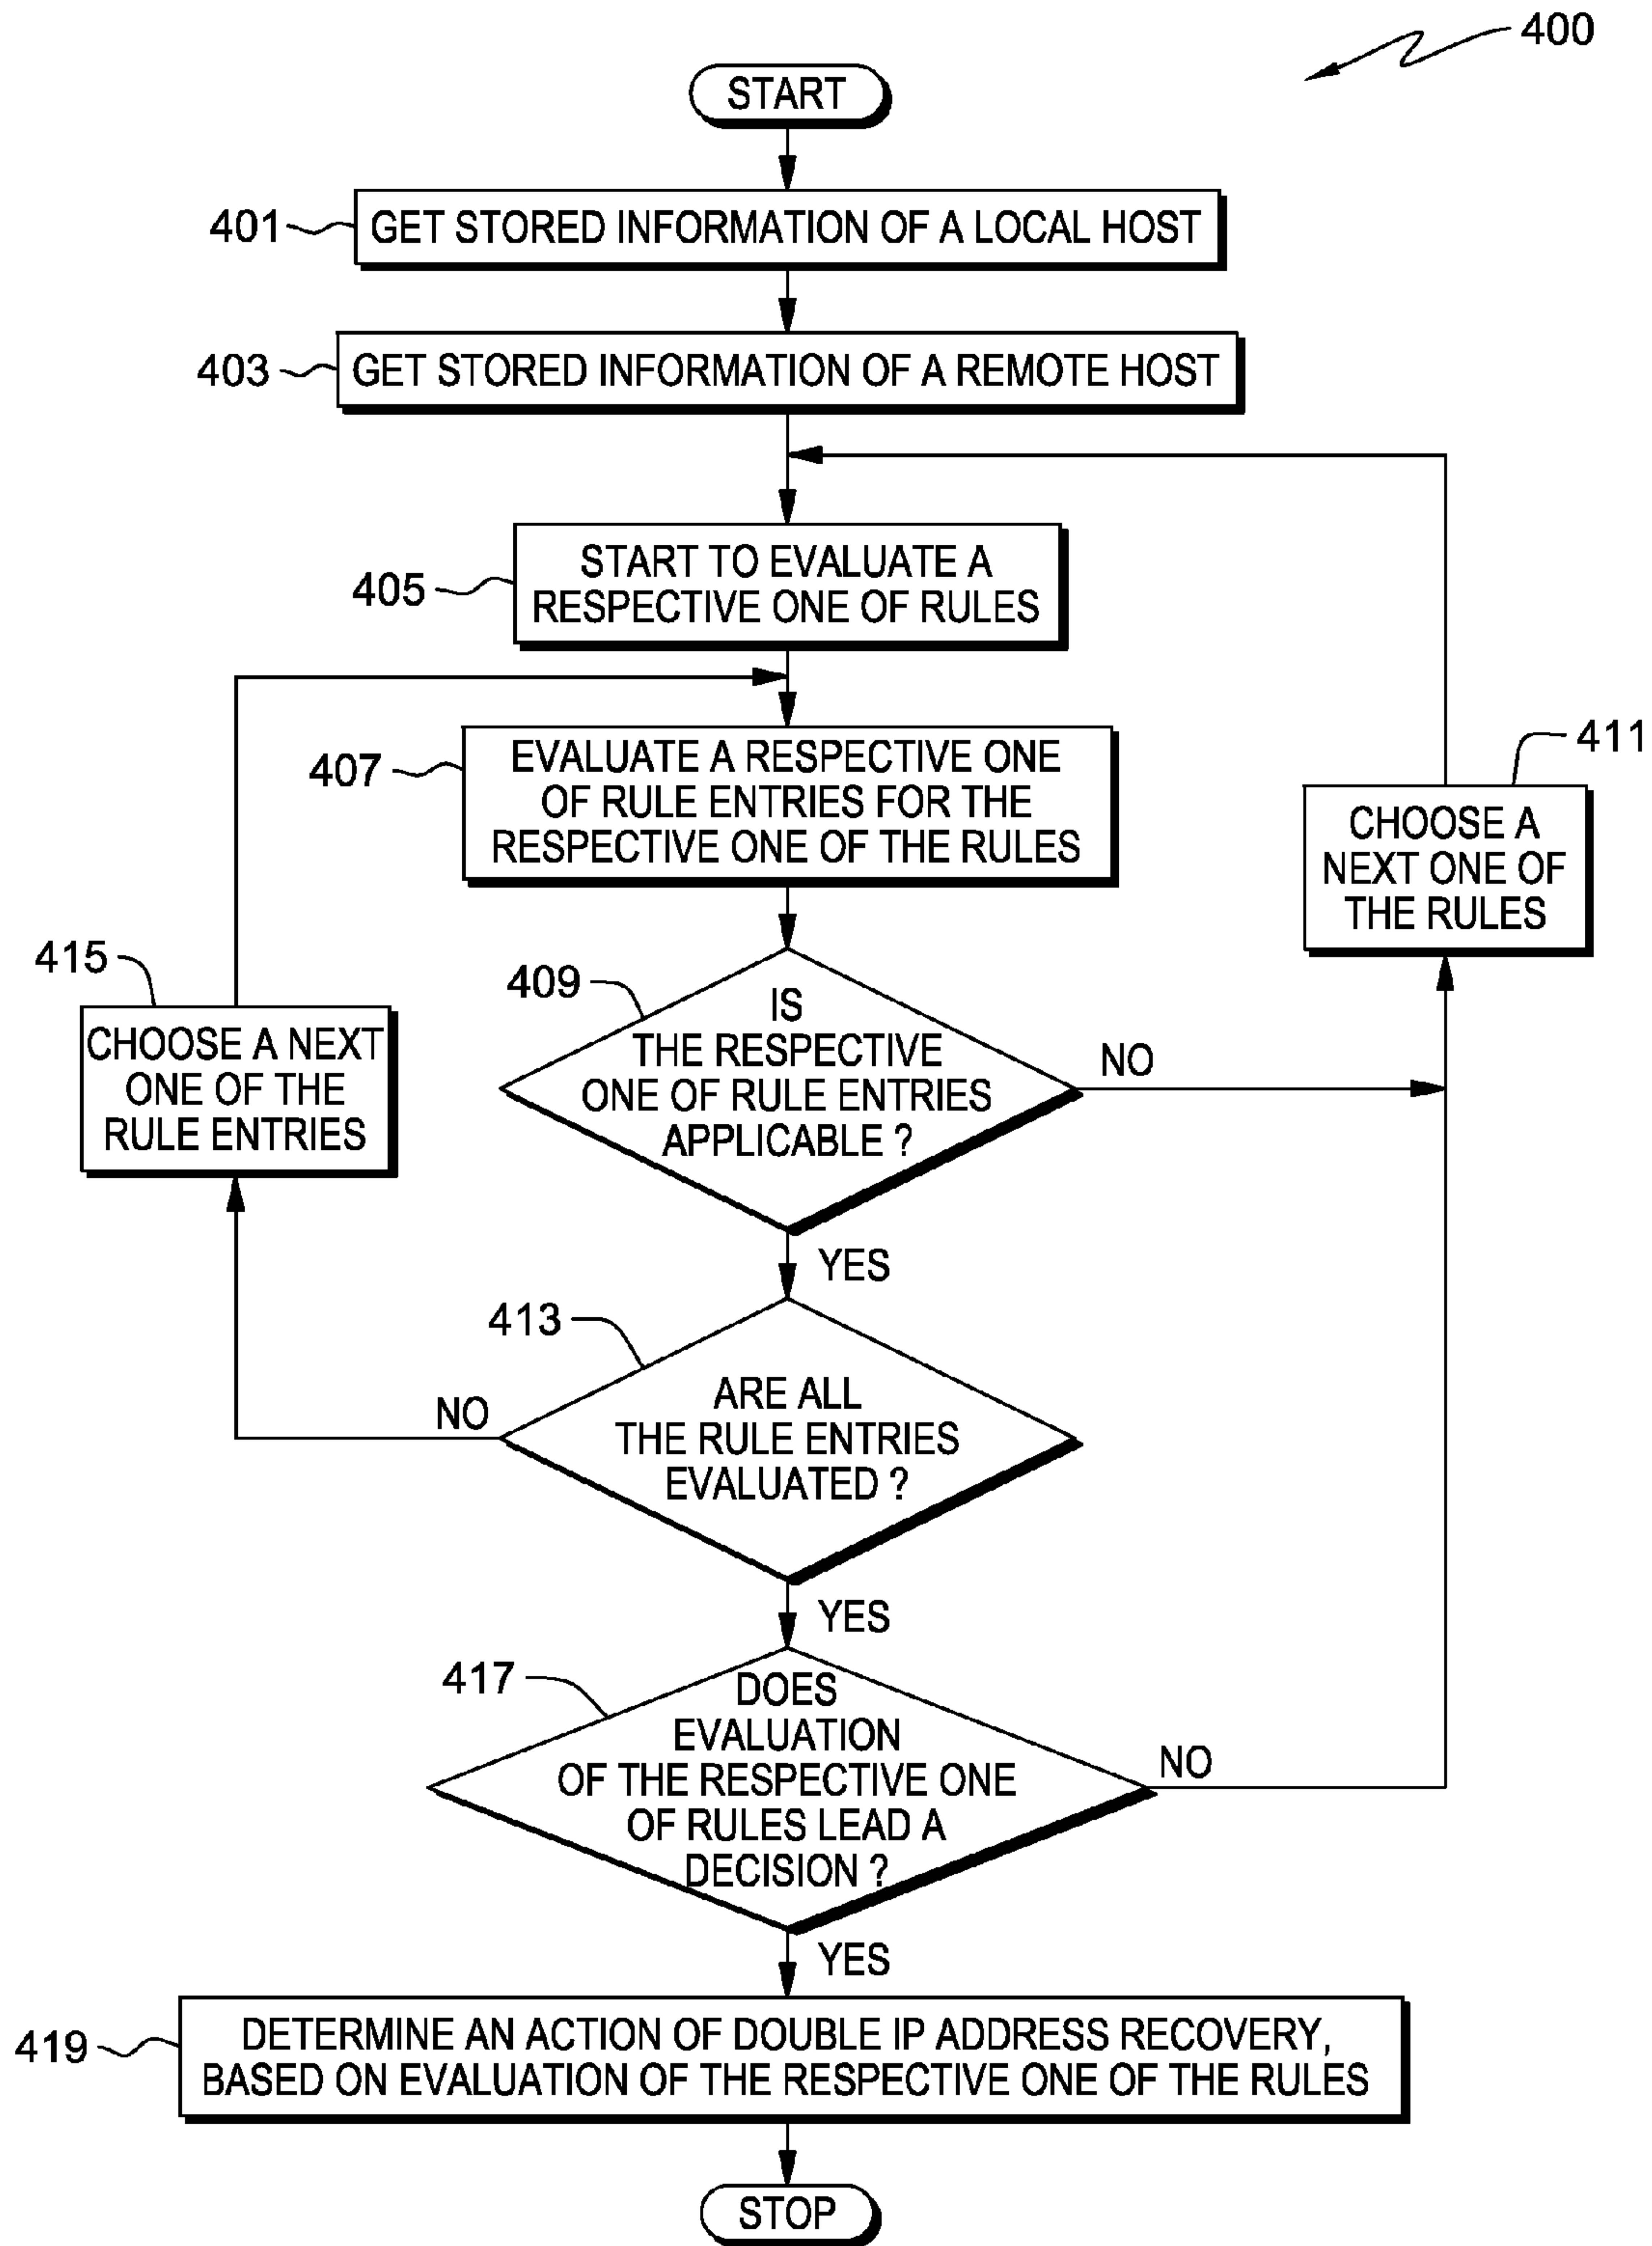 400
START
401
GET STORED INFORMATION OF A LOCAL HOST
403
GET STORED INFORMATION OF A REMOTE HOST
405
START TO EVALUATE A
RESPECTIVE ONE OF RULES
407
EVALUATE A RESPECTIVE ONE
OF RULE ENTRIES FOR THE
RESPECTIVE ONE OF THE RULES
411
CHOOSE A
NEXT ONE OF
THE RULES
415
CHOOSE A NEXT
ONE OF THE
RULE ENTRIES
409
IS
THE RESPECTIVE
ONE OF RULE ENTRIES
APPLICABLE ?
NO
YES
413
ARE ALL
THE RULE ENTRIES
EVALUATED ?
NO
YES
417
DOES
EVALUATION
OF THE RESPECTIVE ONE
OF RULES LEAD A
DECISION ?
NO
YES
419
DETERMINE AN ACTION OF DOUBLE IP ADDRESS RECOVERY,
BASED ON EVALUATION OF THE RESPECTIVE ONE OF THE RULES
STOP